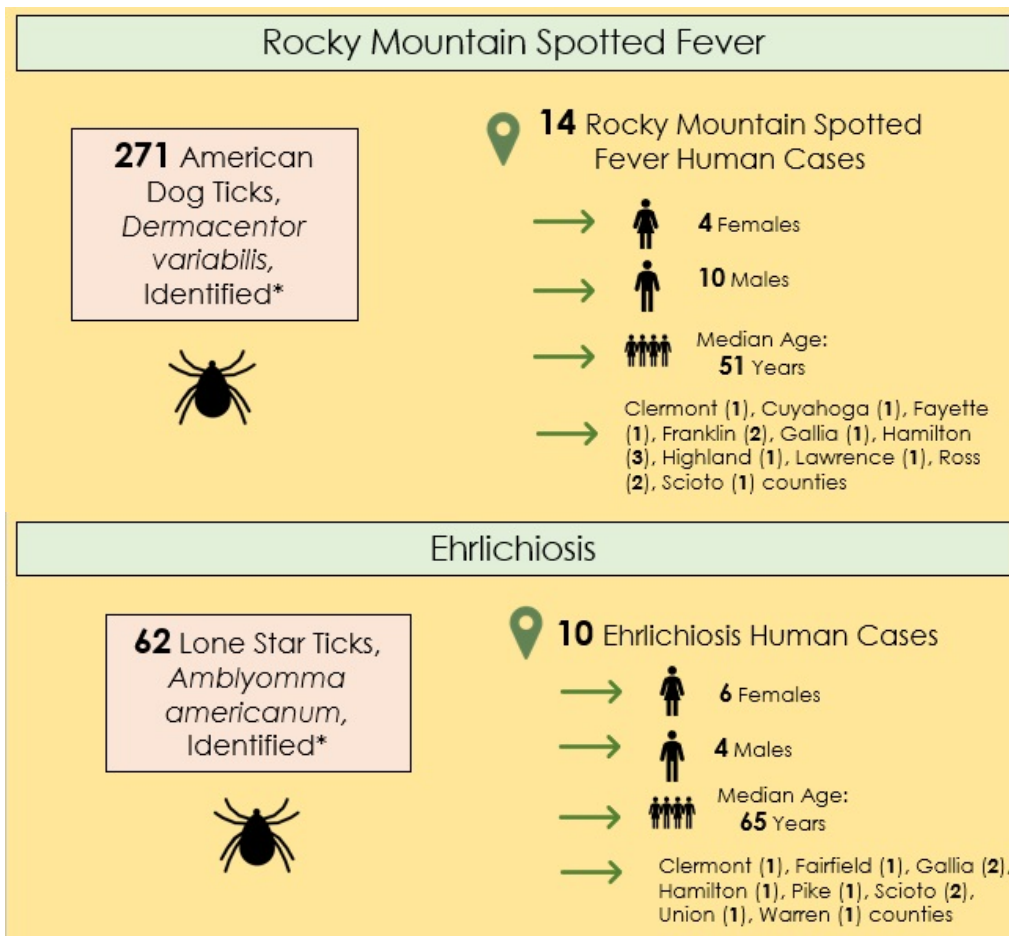 Rocky Mountain Spotted Fever
271 American
Dog Ticks,
Dermacentor
variabilis,
Identified*
14 Rocky Mountain Spotted
Fever Human Cases
4 Females
10 Males
Median Age:
51 Years
Clermont (1), Cuyahoga (1), Fayette
(1), Franklin (2), Gallia (1), Hamilton
(3), Highland (1), Lawrence (1), Ross
(2), Scioto (1) counties
Ehrlichiosis
62 Lone Star Ticks,
Amblyomma
americanum,
Identified*
10 Ehrlichiosis Human Cases
6 Females
4 Males
Median Age:
65 Years
Clermont (1), Fairfield (1), Gallia (2),
Hamilton (1), Pike (1), Scioto (2),
Union (1), Warren (1) counties